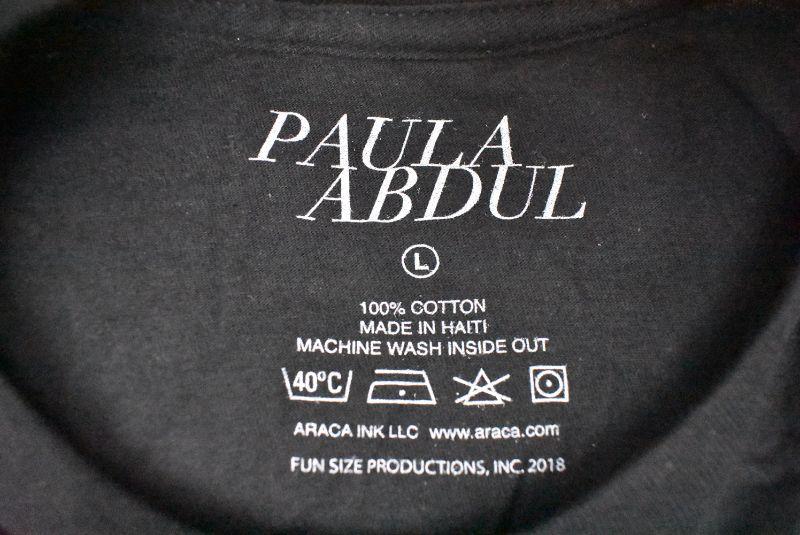 PAULA
ABDUL
L
100% COTTON
MADE IN HAITI
MACHINE WASH INSIDE OUT
40ºC
ARACA INK LLC www.araca.com
FUN SIZE PRODUCTIONS, INC. 2018